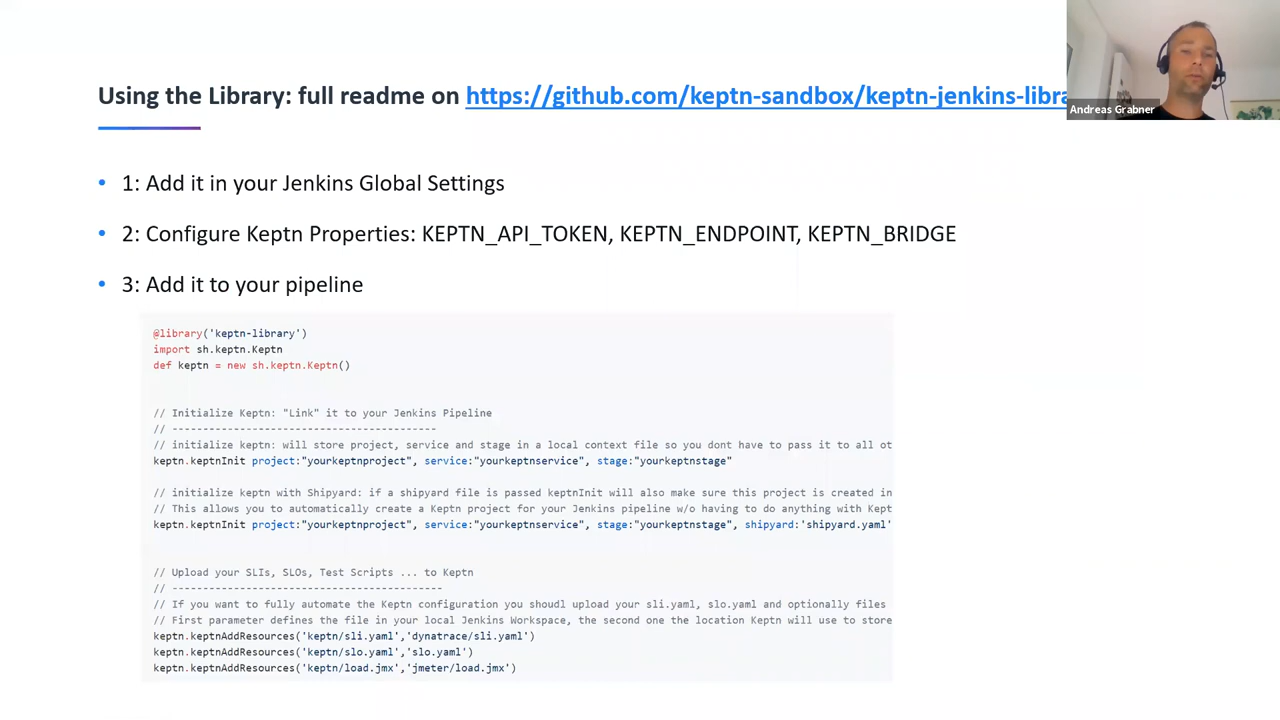 Using the Library: full readme on https://github.com/keptn-sandbox/keptn-jenkins-libra
Andreas Grabner
• 1: Add it in your Jenkins Global Settings
• 2: Configure Keptn Properties: KEPTN_API_TOKEN, KEPTN_ENDPOINT, KEPTN_BRIDGE
• 3: Add it to your pipeline
@library('keptn-library')
import sh.keptn.Keptn
def keptn = new sh.keptn.Keptn()
// Initialize Keptn: "Link" it to your Jenkins Pipeline
// -------------------------------------------
// initialize keptn: will store project, service and stage in a local context file so you dont have to pass it to all ot
keptn.keptnInit project:"yourkeptnproject", service:"yourkeptnservice", stage:"yourkeptnstage"
// initialize keptn with Shipyard: if a shipyard file is passed keptnInit will also make sure this project is created in
// This allows you to automatically create a Keptn project for your Jenkins pipeline w/o having to do anything with Kept
keptn.keptnInit project:"yourkeptnproject", service:"yourkeptnservice", stage:"yourkeptnstage", shipyard:'shipyard.yaml'
// Upload your SLIs, SLOs, Test Scripts ... to Keptn
// --------------------------------------------
// If you want to fully automate the Keptn configuration you shoudl upload your sli.yaml, slo.yaml and optionally files
// First parameter defines the file in your local Jenkins Workspace, the second one the location Keptn will use to store
keptn.keptnAddResources('keptn/sli.yaml','dynatrace/sli.yaml')
keptn.keptnAddResources('keptn/slo.yaml','slo.yaml')
keptn.keptnAddResources('keptn/load.jmx','jmeter/load.jmx')